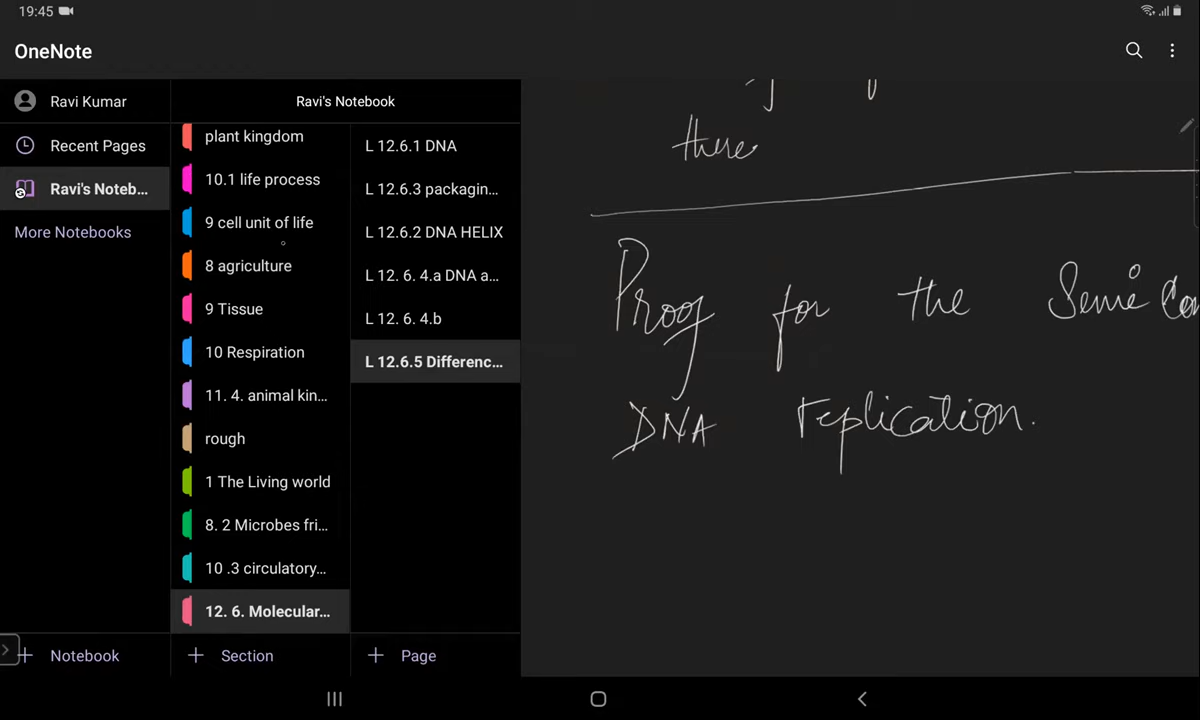 19:45
OneNote
Ravi Kumar
Recent Pages
Ravi's Noteb...
More Notebooks
Notebook
Ravi's Notebook
plant kingdom
10.1 life process
9 cell unit of life
8 agriculture
9 Tissue
10 Respiration
11. 4. animal kin...
rough
1 The Living world
8. 2 Microbes fri...
10 .3 circulatory...
12. 6. Molecular...
Section
L 12.6.1 DNA
L 12.6.3 packagin...
L 12.6.2 DNA HELIX
L 12. 6. 4.a DNA a...
L 12. 6. 4.b
L 12.6.5 Differenc...
Page
there
Proof for the Semi Con
DNA replication.